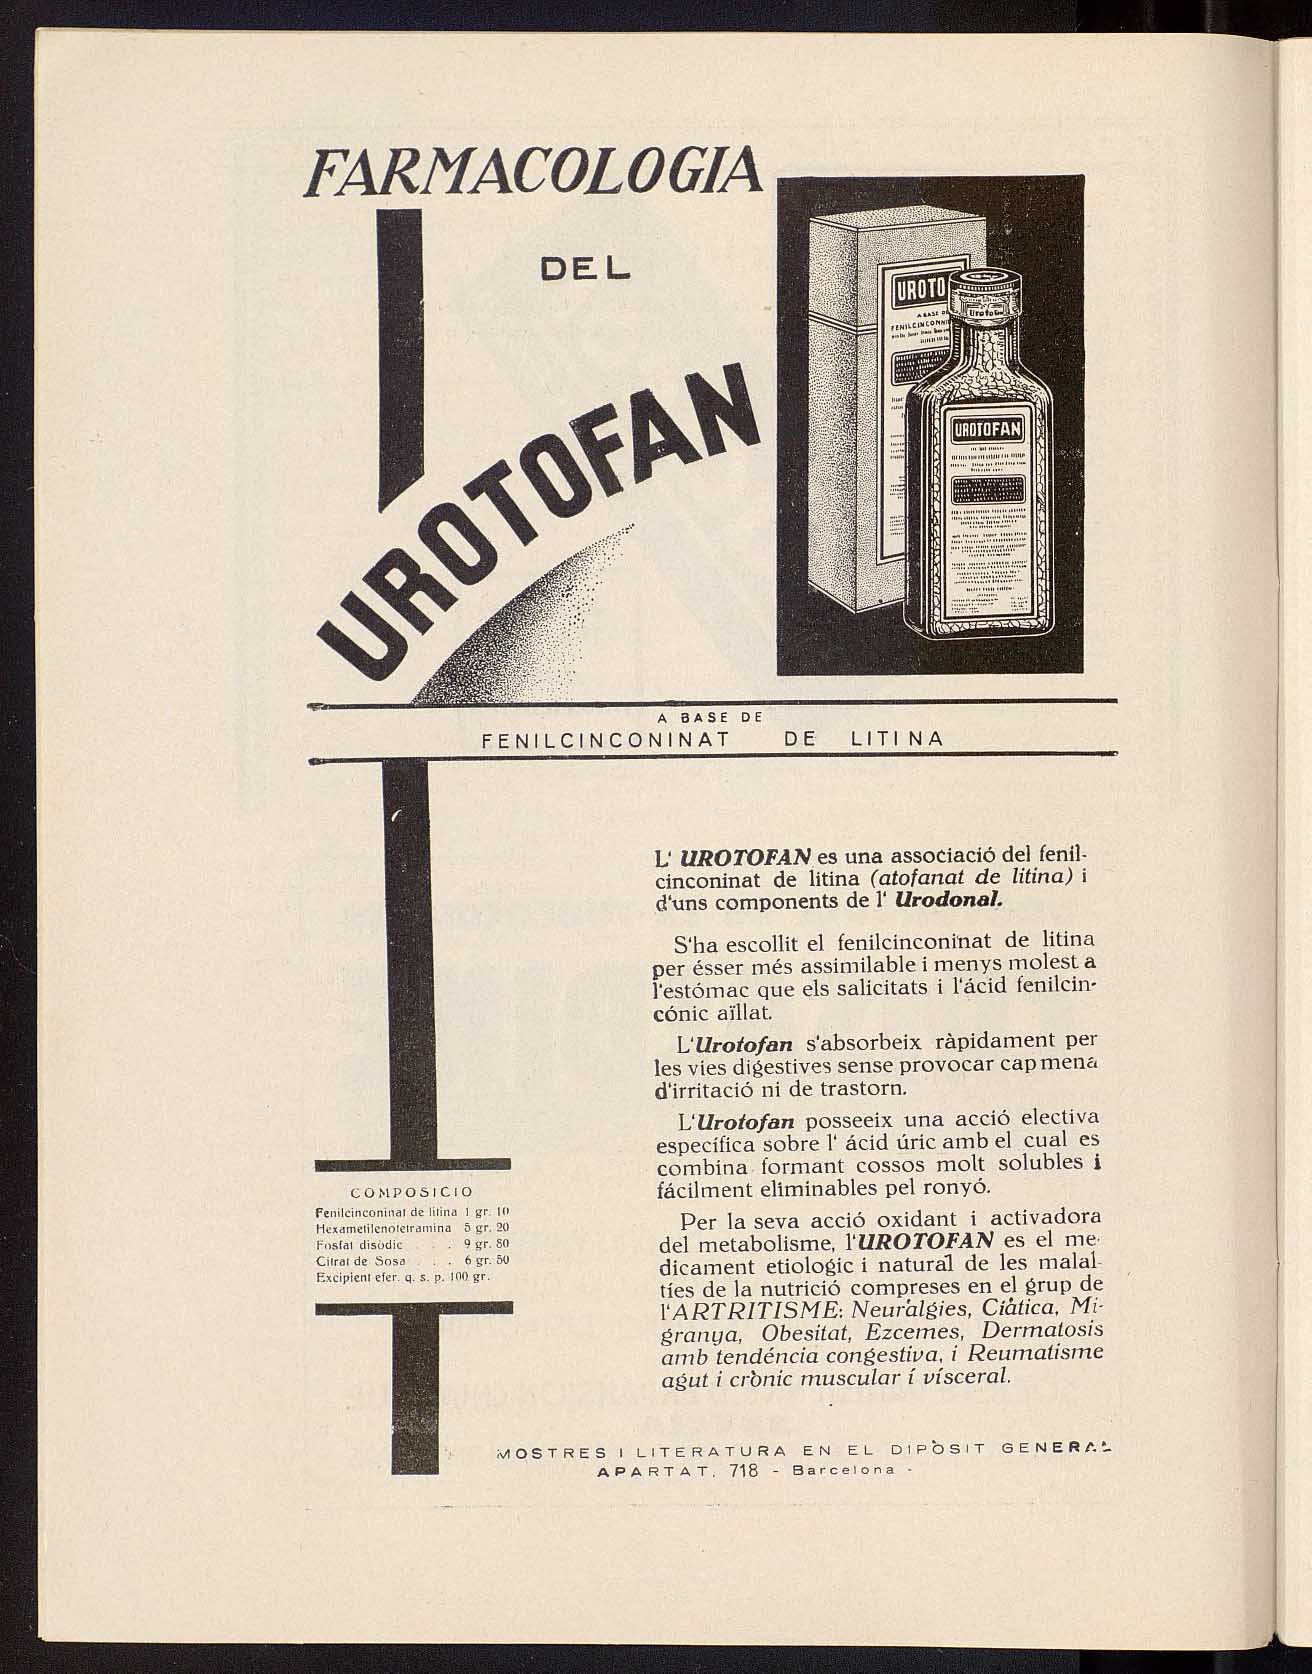 FARMACOLOGIA
DEL
UROTOFAN
UROTO
A BASE DE
FENILCINCONIN
Urotofan
UROTOFAN
A BASE DE
FENILCINCONINAT DE LITINA
L' UROTOFAN es una associació del fenil-
cinconinat de litina (atofanat de litina) i
d'uns components de l' Urodonal.
S'ha escollit el fenilcinconinat de litina
per ésser més assimilable i menys molest a
l'estómac que els salicitats i l'ácid fenilcin-
cónic aïllat.
L'Urotofan s'absorbeix ràpidament per
les vies digestives sense provocar cap mena
d'irritació ni de trastorn.
L'Urotofan posseeix una acció electiva
específica sobre l' ácid úric amb el cual es
combina formant cossos molt solubles i
fácilment eliminables pel ronyó.
Per la seva acció oxidant i activadora
del metabolisme, l'UROTOFAN es el me-
dicament etiologic i natural de les malal-
ties de la nutrició compreses en el grup de
l'ARTRITISME: Neuràlgies, Ciàtica, Mi-
granya, Obesitat, Ezcemes, Dermatosis
amb tendéncia congestiva, i Reumatisme
agut i crònic muscular í vísceral.
COMPOSICIO
Fenilcinconinat de litina 1 gr. 10
Hexametilenotetramina 5 gr. 20
Fosfat disòdic . . . 9 gr. 80
Citrat de Sosa . . . 6 gr. 50
Excipient efer. q. s. p. 100 gr.
MOSTRES I LITERATURA EN EL DIPÒSIT GENERAL
APARTAT, 718 - Barcelona -